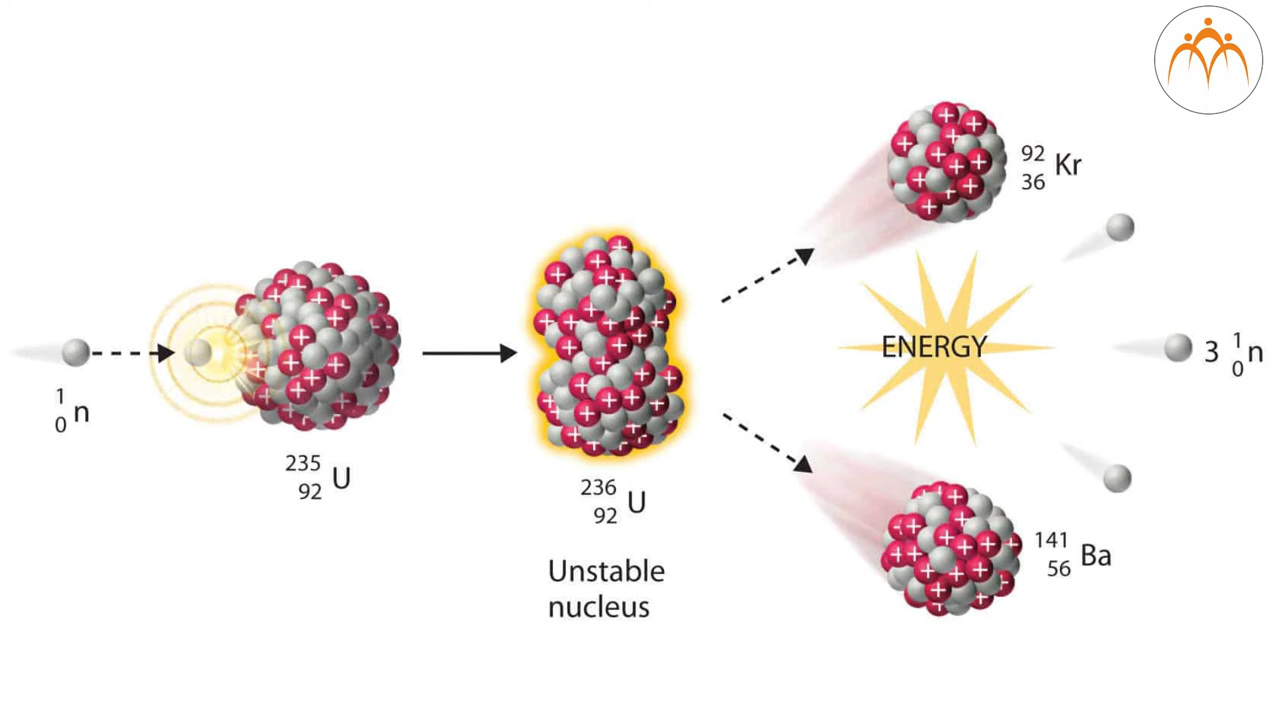 1
0 n
235
92 U
236
92 U
Unstable
nucleus
92
36 Kr
ENERGY
3 1
0 n
141
56 Ba